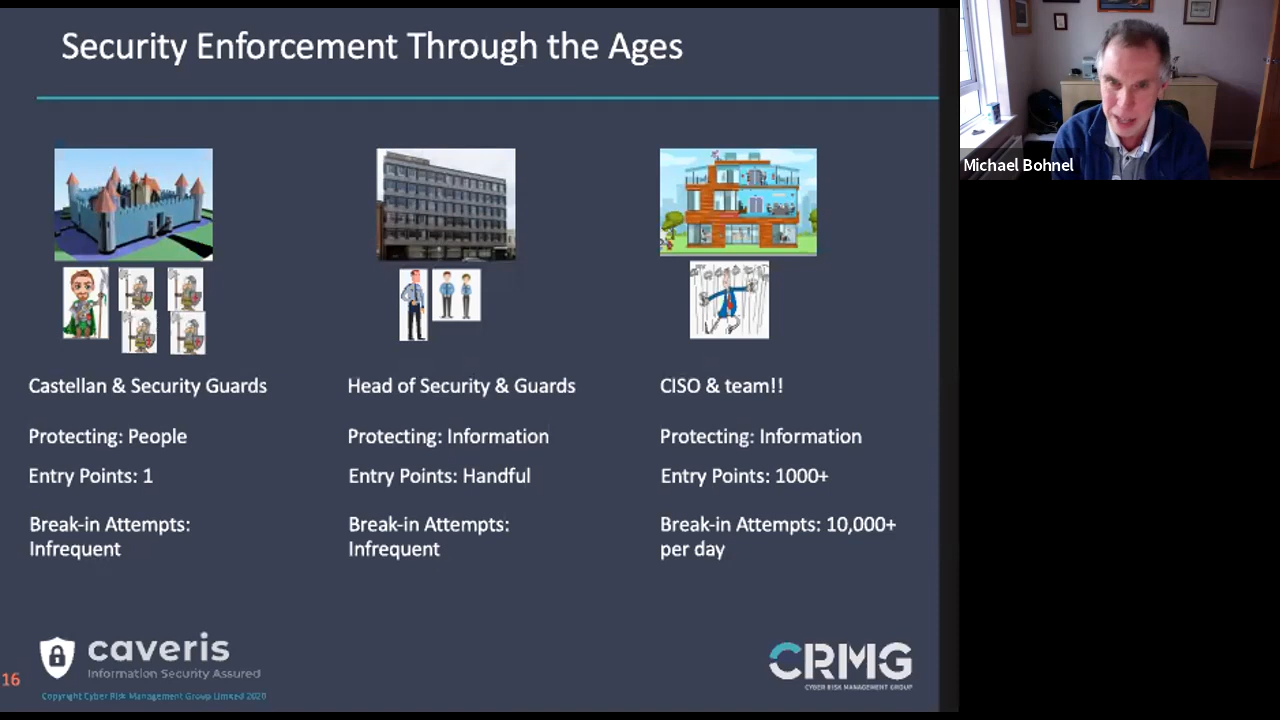 Security Enforcement Through the Ages
Michael Bohnel
Castellan & Security Guards
Protecting: People
Entry Points: 1
Break-in Attempts:
Infrequent
Head of Security & Guards
Protecting: Information
Entry Points: Handful
Break-in Attempts:
Infrequent
CISO & team!!
Protecting: Information
Entry Points: 1000+
Break-in Attempts: 10,000+
per day
caveris
Information Security Assured
16
Copyright Cyber Risk Management Group Limited 2020
CRMG
CYBER RISK MANAGEMENT GROUP